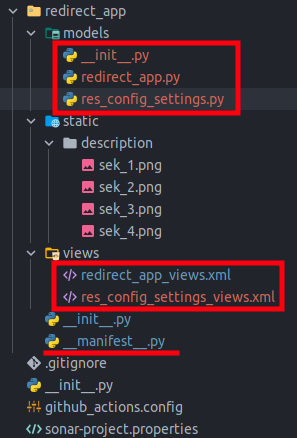 redirect_app
models
__init__.py
redirect_app.py
res_config_settings.py
static
description
sek_1.png
sek_2.png
sek_3.png
sek_4.png
views
redirect_app_views.xml
res_config_settings_views.xml
__init__.py
__manifest__.py
.gitignore
__init__.py
github_actions.config
sonar-project.properties